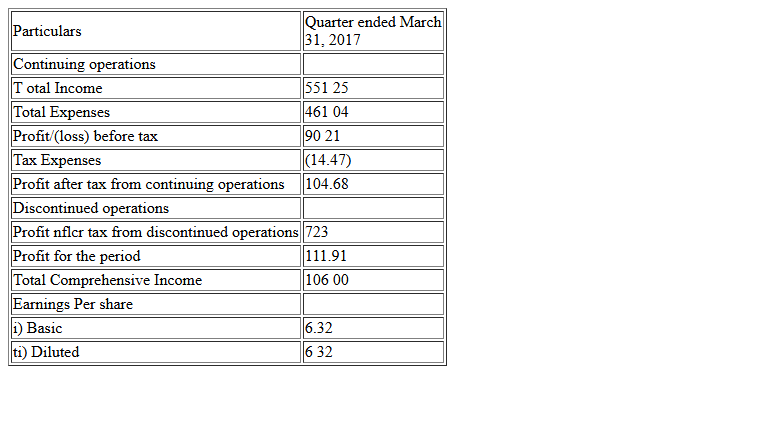 Particulars Quarter ended March 31, 2017
Continuing operations
T otal Income 551 25
Total Expenses 461 04
Profit/(loss) before tax 90 21
Tax Expenses (14.47)
Profit after tax from continuing operations 104.68
Discontinued operations
Profit nflcr tax from discontinued operations 723
Profit for the period 111.91
Total Comprehensive Income 106 00
Earnings Per share
i) Basic 6.32
ti) Diluted 6 32